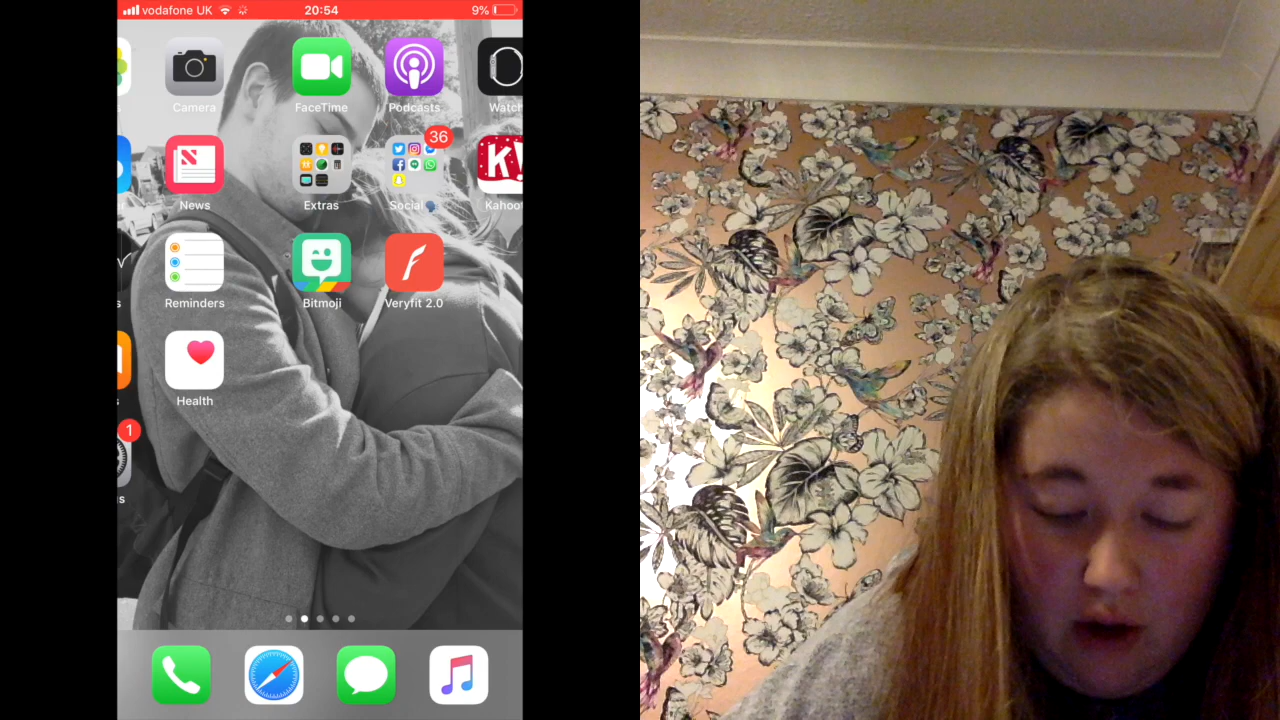 vodafone UK 20:54 9%
s Camera FaceTime Podcasts Watch
36
News Extras Social Kahoot
K!
s Reminders Bitmoji Veryfit 2.0
s Health
1
s